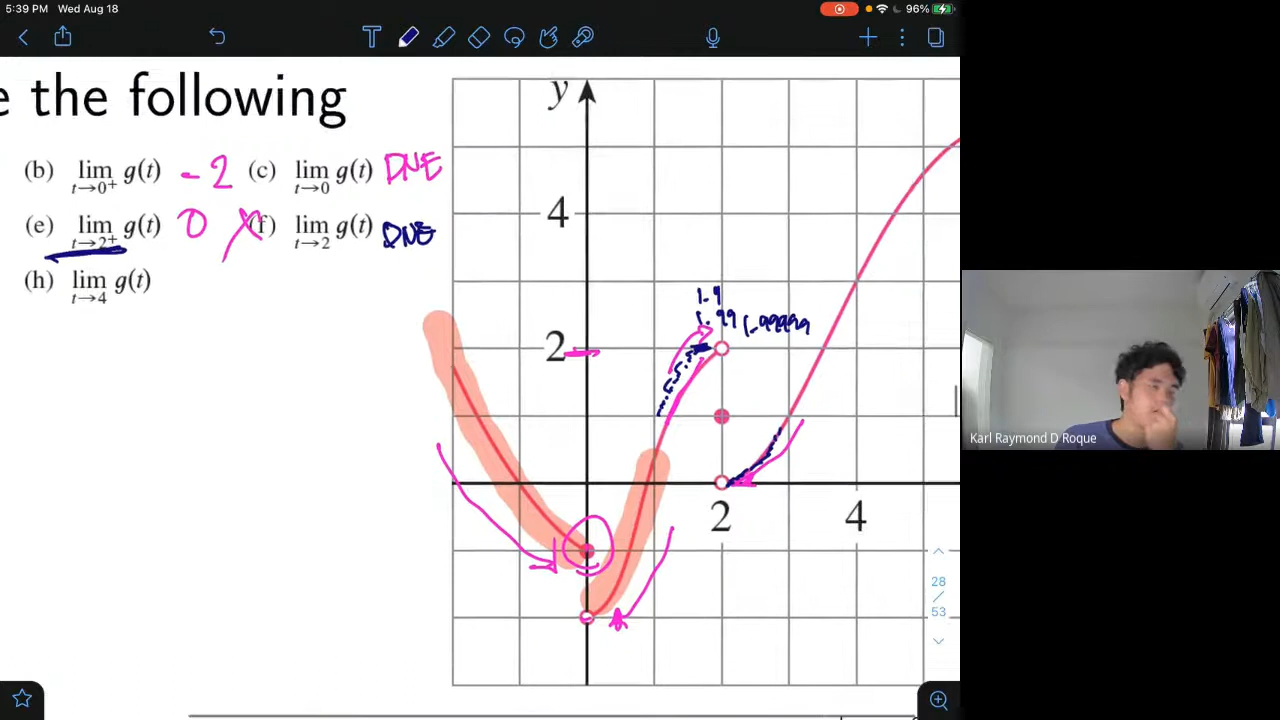 5:39 PM Wed Aug 18
96%
T
e the following
(b) lim t→0⁺ g(t) -2 (c) lim t→0 g(t) DNE
(e) lim t→2⁺ g(t) 0 (f) lim t→2 g(t) DNE
(h) lim t→4 g(t)
y
4
1.9
1.99 1.99999
2
2 4
28
/
53
Karl Raymond D Roque